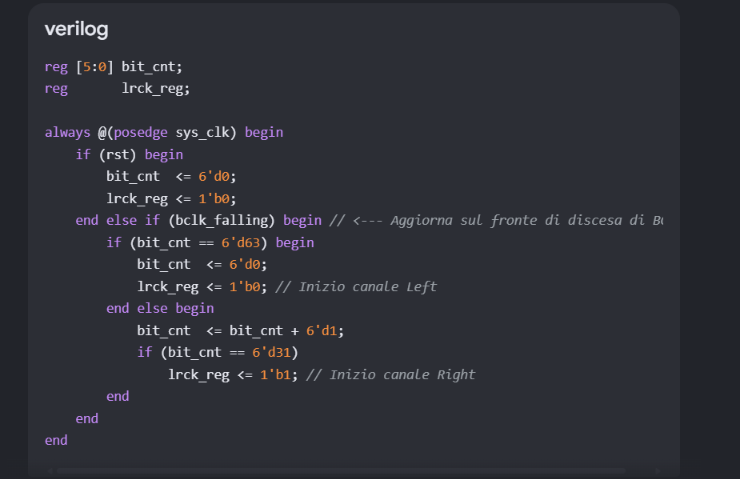 verilog
reg [5:0] bit_cnt;
reg       lrck_reg;
always @(posedge sys_clk) begin
    if (rst) begin
        bit_cnt  <= 6'd0;
        lrck_reg <= 1'b0;
    end else if (bclk_falling) begin // <--- Aggiorna sul fronte di discesa di
        if (bit_cnt == 6'd63) begin
            bit_cnt  <= 6'd0;
            lrck_reg <= 1'b0; // Inizio canale Left
        end else begin
            bit_cnt  <= bit_cnt + 6'd1;
            if (bit_cnt == 6'd31)
                lrck_reg <= 1'b1; // Inizio canale Right
        end
    end
end